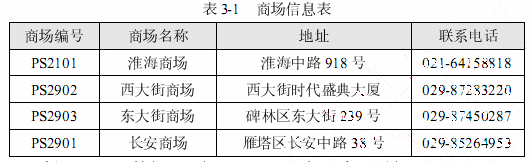 表 3-1 商场信息表
商场编号 商场名称 地址 联系电话
PS2101 淮海商场 淮海中路 918 号 021-64158818
PS2902 西大街商场 西大街时代盛典大厦 029-87283220
PS2903 东大街商场 碑林区东大街 239 号 029-87450287
PS2901 长安商场 雁塔区长安中路 38 号 029-85264953